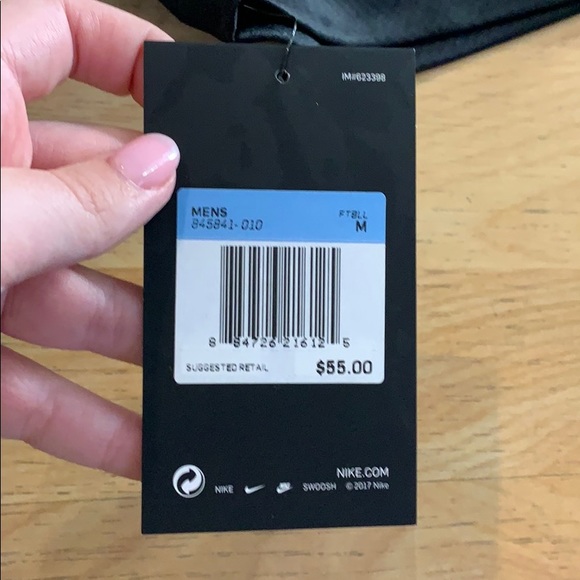 IM#623398
MENS FTBLL
845841-010 M
8 84726 21612 5
SUGGESTED RETAIL $55.00
NIKE.COM
NIKE SWOOSH © 2017 Nike